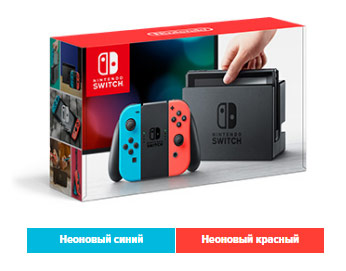 NINTENDO
SWITCH
NINTENDO
SWITCH
Неоновый синий
Неоновый красный